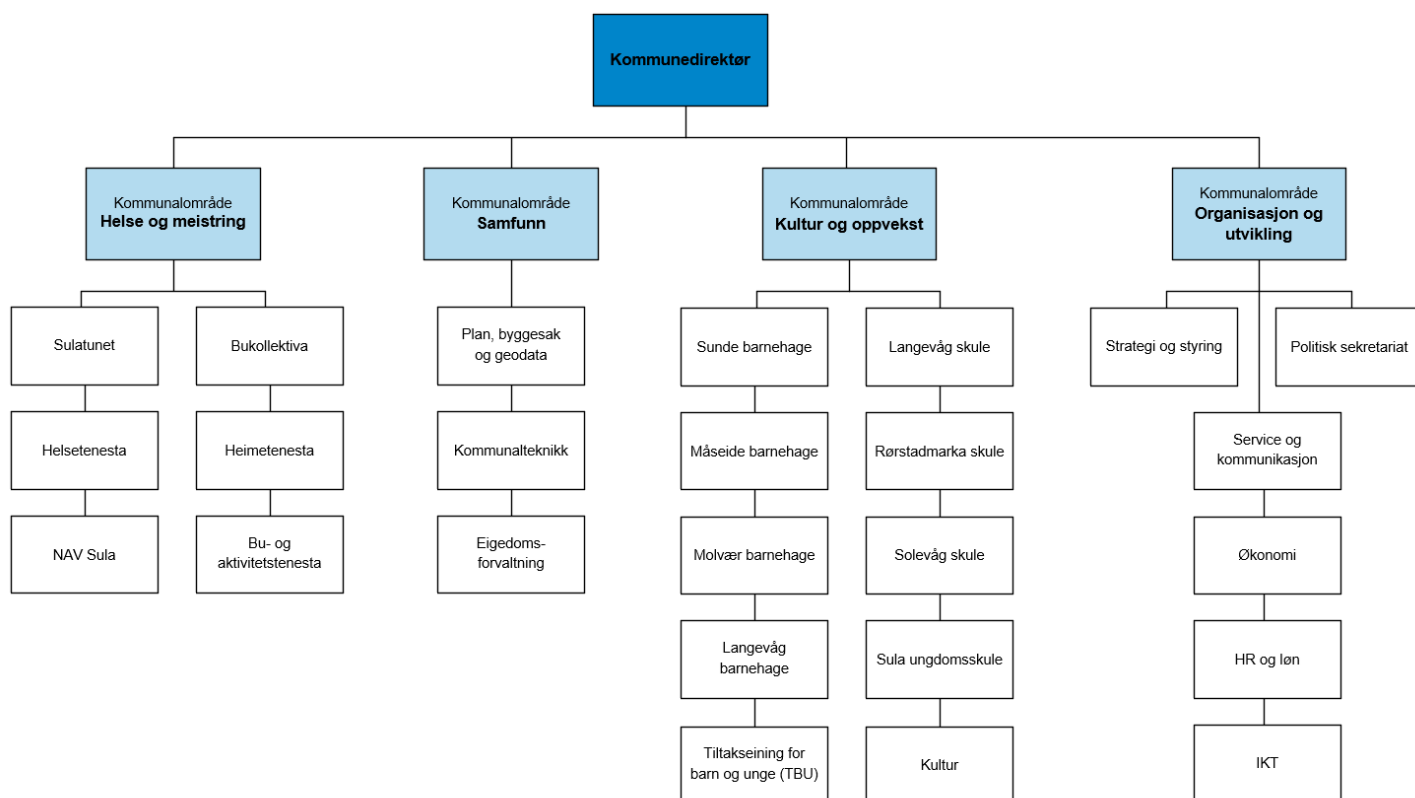 Kommunedirektør
Kommunalområde
Helse og meistring
Kommunalområde
Samfunn
Kommunalområde
Kultur og oppvekst
Kommunalområde
Organisasjon og
utvikling
Sulatunet
Bukollektiva
Helsetenesta
Heimetenesta
NAV Sula
Bu- og
aktivitetstenesta
Plan, byggesak
og geodata
Kommunalteknikk
Eigedoms-
forvaltning
Sunde barnehage
Langevåg skule
Måseide barnehage
Rørstadmarka skule
Molvær barnehage
Solevåg skule
Langevåg
barnehage
Sula ungdomsskule
Tiltakseining for
barn og unge (TBU)
Kultur
Strategi og styring
Politisk sekretariat
Service og
kommunikasjon
Økonomi
HR og løn
IKT